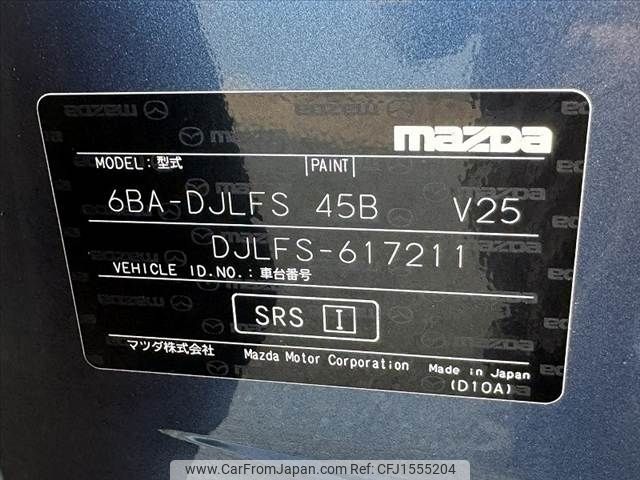 mazda
MODEL:型式 PAINT
6BA-DJLFS 45B V25
DJLFS-617211
VEHICLE ID.NO.:車台番号
SRS I
マツダ株式会社 Mazda Motor Corporation Made in Japan
(D10A)
www.CarFromJapan.com © CFJ1555204